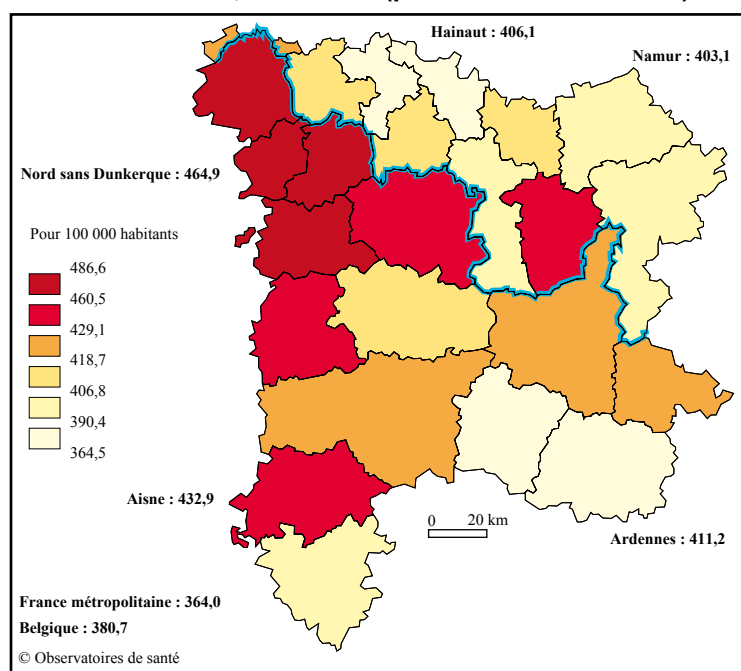 Hainaut : 406,1
Namur : 403,1
Nord sans Dunkerque : 464,9
Pour 100 000 habitants
486,6
460,5
429,1
418,7
406,8
390,4
364,5
Aisne : 432,9
0 20 km
Ardennes : 411,2
France métropolitaine : 364,0
Belgique : 380,7
© Observatoires de santé